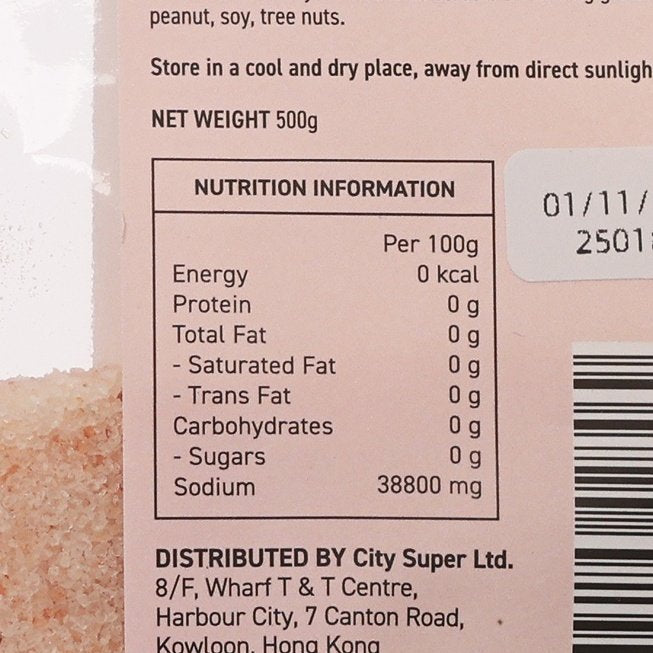 peanut, soy, tree nuts.
Store in a cool and dry place, away from direct
NET WEIGHT 500g
NUTRITION INFORMATION
Per 100g
Energy 0 kcal
Protein 0 g
Total Fat 0 g
- Saturated Fat 0 g
- Trans Fat 0 g
Carbohydrates 0 g
- Sugars 0 g
Sodium 38800 mg
01/11/
2501
DISTRIBUTED BY City Super Ltd.
8/F, Wharf T & T Centre,
Harbour City, 7 Canton Road,
Kowloon, Hong Kong